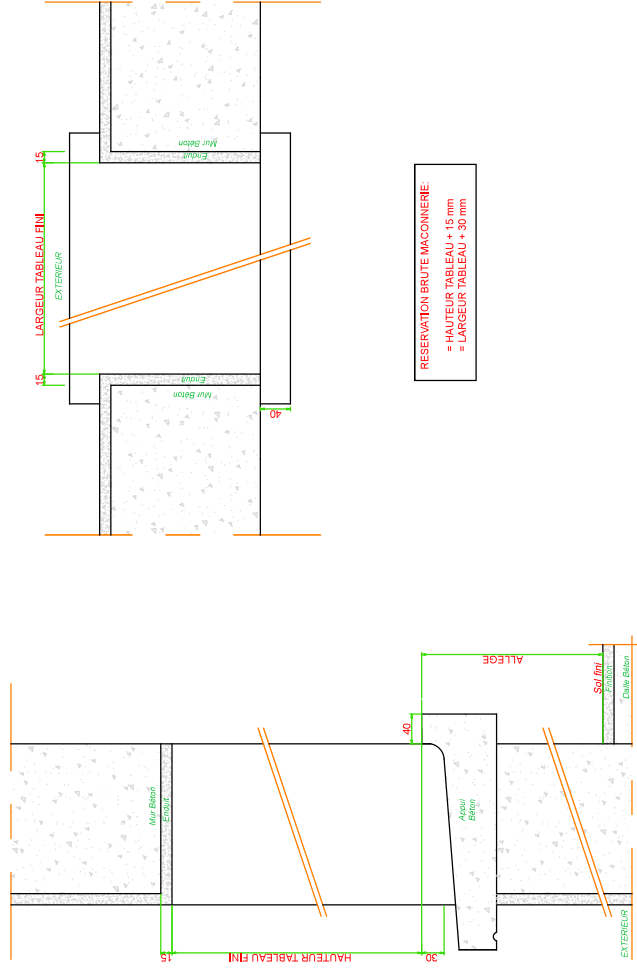 LARGEUR TABLEAU FINI
15
15
EXTERIEUR
Mur Béton
Enduit
Enduit
Mur Béton
40
RESERVATION BRUTE MACONNERIE:
= HAUTEUR TABLEAU + 15 mm
= LARGEUR TABLEAU + 30 mm
Mur Béton
Enduit
15
HAUTEUR TABLEAU FINI
30
40
ALLEGE
Sol fini
Finition
Dalle Béton
Appui
Béton
EXTERIEUR